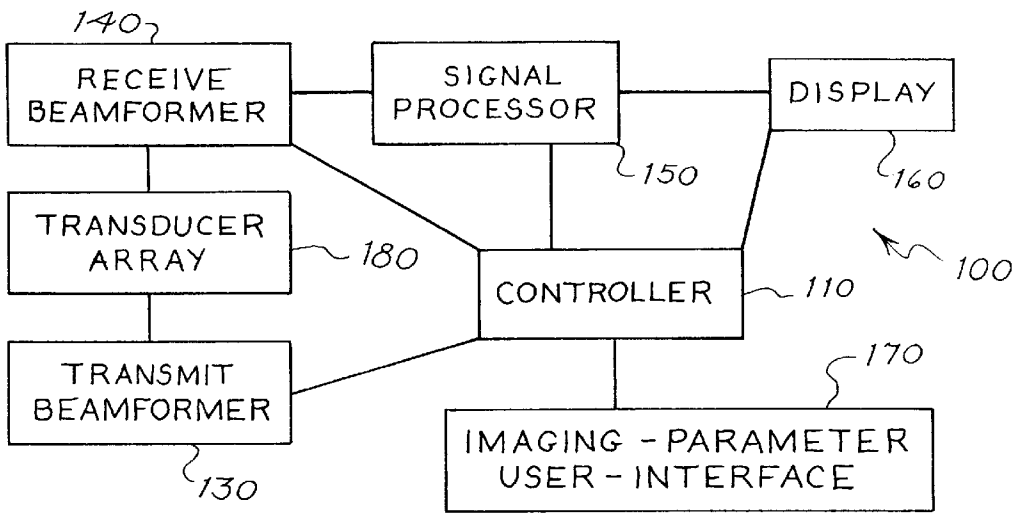 140
RECEIVE
BEAMFORMER
SIGNAL
PROCESSOR
150
DISPLAY
160
TRANSDUCER
ARRAY
180
CONTROLLER
110
100
TRANSMIT
BEAMFORMER
130
170
IMAGING-PARAMETER
USER-INTERFACE